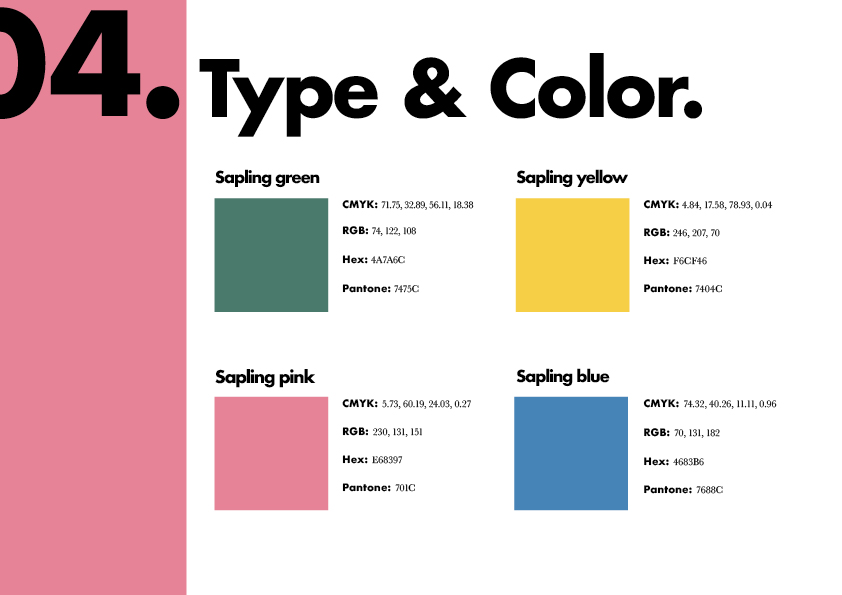 04.
Type & Color.
Sapling green
CMYK: 71.75, 32.89, 56.11, 18.38
RGB: 74, 122, 108
Hex: 4A7A6C
Pantone: 7475C
Sapling yellow
CMYK: 4.84, 17.58, 78.93, 0.04
RGB: 246, 207, 70
Hex: F6CF46
Pantone: 7404C
Sapling pink
CMYK: 5.73, 60.19, 24.03, 0.27
RGB: 230, 131, 151
Hex: E68397
Pantone: 701C
Sapling blue
CMYK: 74.32, 40.26, 11.11, 0.96
RGB: 70, 131, 182
Hex: 4683B6
Pantone: 7688C